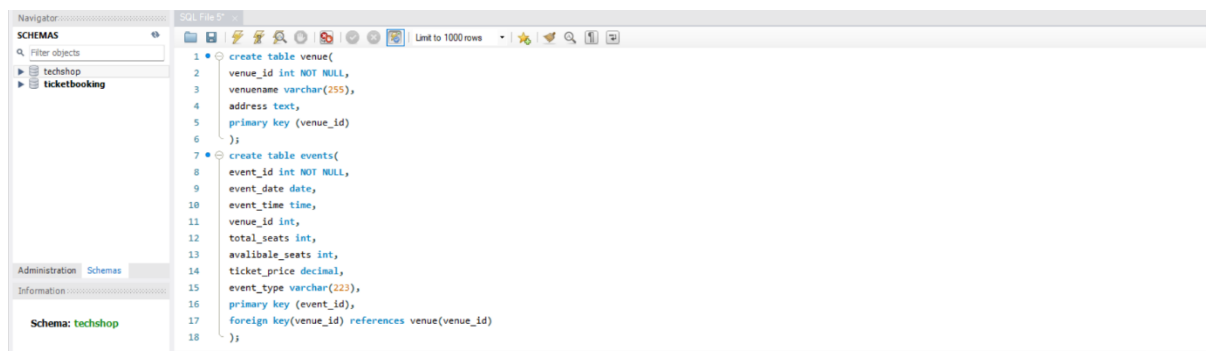 Navigator
SCHEMAS
Filter objects
techshop
ticketbooking
Administration Schemas
Information
Schema: techshop
SQL File 5*
Limit to 1000 rows
1 create table venue(
2 venue_id int NOT NULL,
3 venuename varchar(255),
4 address text,
5 primary key (venue_id)
6 );
7 create table events(
8 event_id int NOT NULL,
9 event_date date,
10 event_time time,
11 venue_id int,
12 total_seats int,
13 avalibale_seats int,
14 ticket_price decimal,
15 event_type varchar(223),
16 primary key (event_id),
17 foreign key(venue_id) references venue(venue_id)
18 );